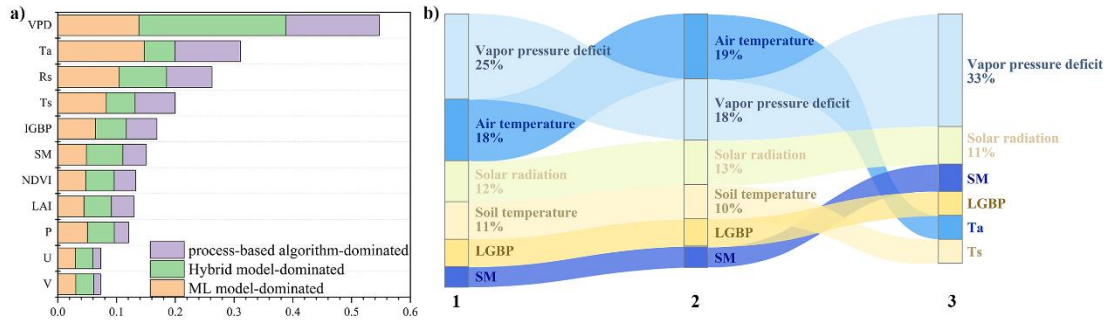 a)
VPD
Ta
Rs
Ts
IGBP
SM
NDVI
LAI
P
U
V
process-based algorithm-dominated
Hybrid model-dominated
ML model-dominated
0.0 0.1 0.2 0.3 0.4 0.5 0.6
b)
Vapor pressure deficit
25%
Air temperature
18%
Solar radiation
12%
Soil temperature
11%
LGBP
SM
1
Air temperature
19%
Vapor pressure deficit
18%
Solar radiation
13%
Soil temperature
10%
LGBP
SM
2
Vapor pressure deficit
33%
Solar radiation
11%
SM
LGBP
Ta
Ts
3